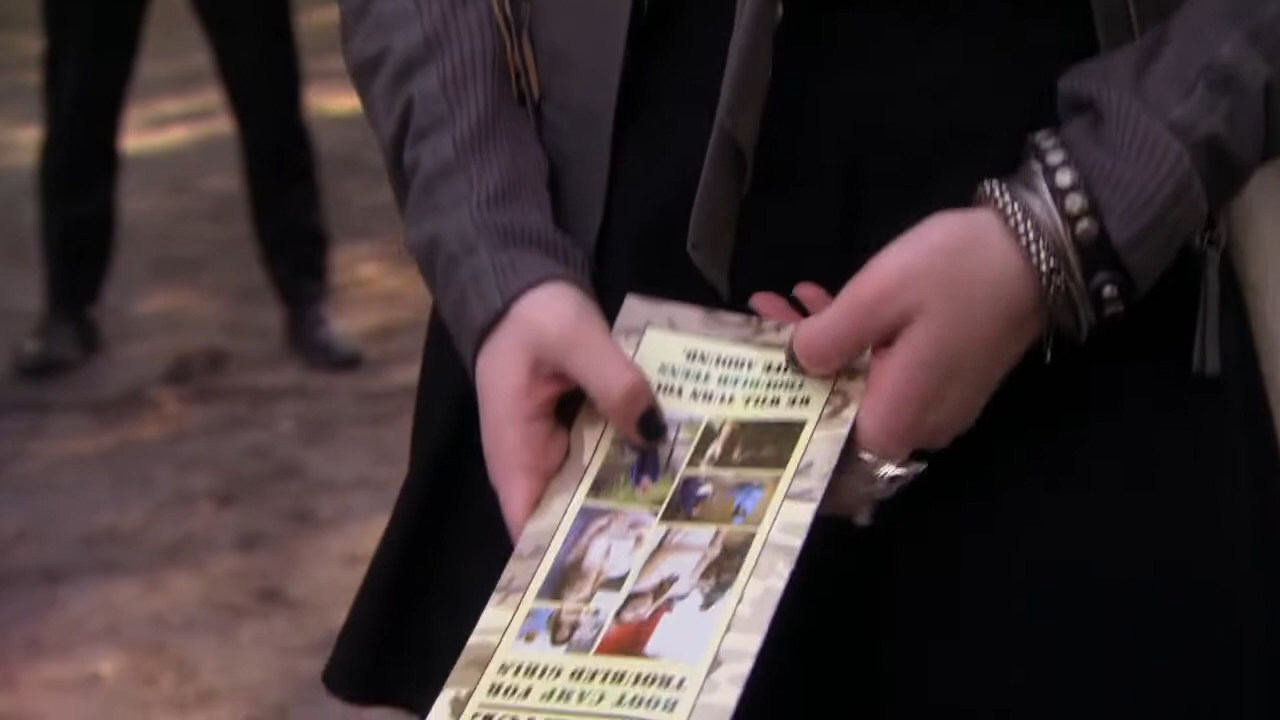 BOOT CAMP FOR
TROUBLED GIRLS
WE WILL TURN YOUR
TROUBLED TEENS
LIFE AROUND.